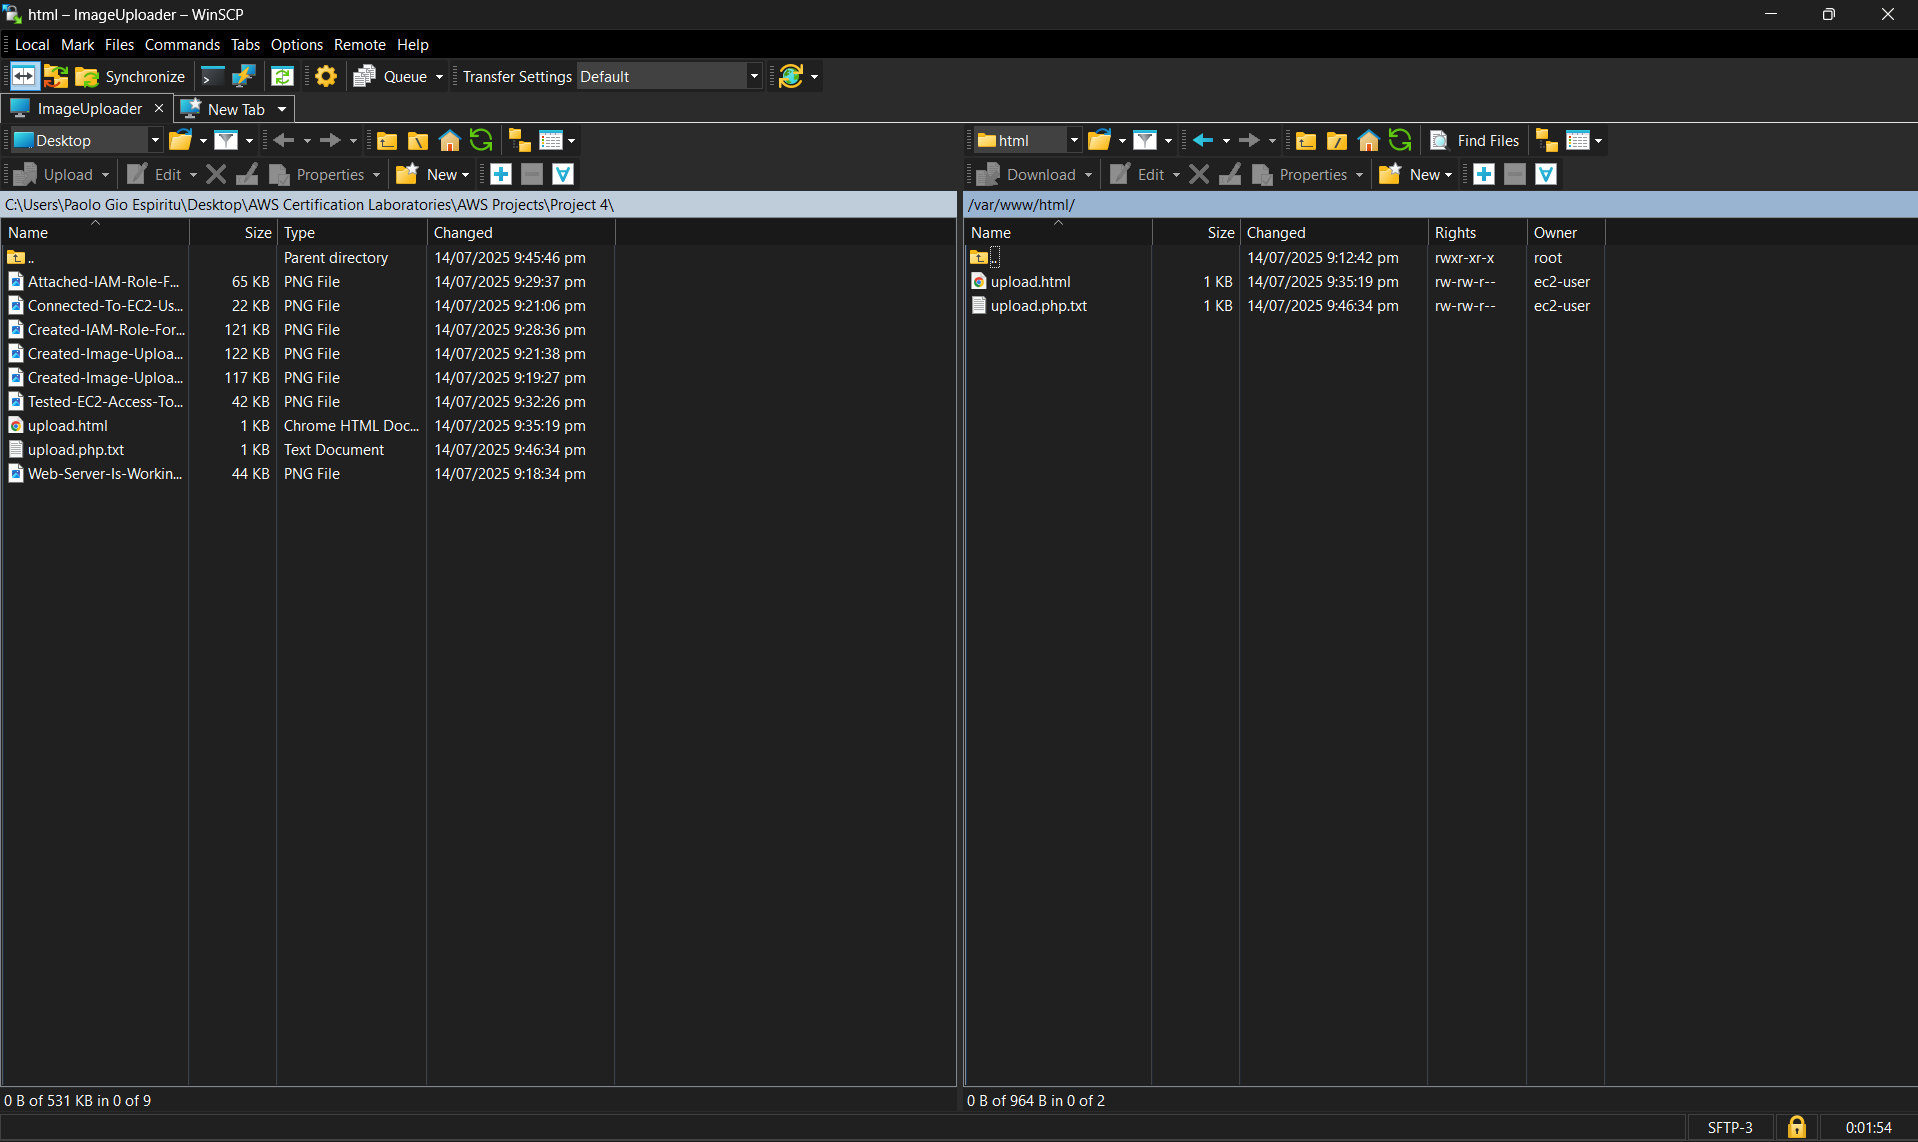 html – ImageUploader – WinSCP
Local Mark Files Commands Tabs Options Remote Help
Synchronize Queue Transfer Settings Default
ImageUploader New Tab
Desktop
Upload Edit Properties New
C:\Users\Paolo Gio Espiritu\Desktop\AWS Certification Laboratories\AWS Projects\Project 4\
Name Size Type Changed
.. Parent directory 14/07/2025 9:45:46 pm
Attached-IAM-Role-F... 65 KB PNG File 14/07/2025 9:29:37 pm
Connected-To-EC2-Us... 22 KB PNG File 14/07/2025 9:21:06 pm
Created-IAM-Role-For... 121 KB PNG File 14/07/2025 9:28:36 pm
Created-Image-Uploa... 122 KB PNG File 14/07/2025 9:21:38 pm
Created-Image-Uploa... 117 KB PNG File 14/07/2025 9:19:27 pm
Tested-EC2-Access-To... 42 KB PNG File 14/07/2025 9:32:26 pm
upload.html 1 KB Chrome HTML Doc... 14/07/2025 9:35:19 pm
upload.php.txt 1 KB Text Document 14/07/2025 9:46:34 pm
Web-Server-Is-Workin... 44 KB PNG File 14/07/2025 9:18:34 pm
0 B of 531 KB in 0 of 9
html Find Files
Download Edit Properties New
/var/www/html/
Name Size Changed Rights Owner
.. 14/07/2025 9:12:42 pm rwxr-xr-x root
upload.html 1 KB 14/07/2025 9:35:19 pm rw-rw-r-- ec2-user
upload.php.txt 1 KB 14/07/2025 9:46:34 pm rw-rw-r-- ec2-user
0 B of 964 B in 0 of 2
SFTP-3 0:01:54